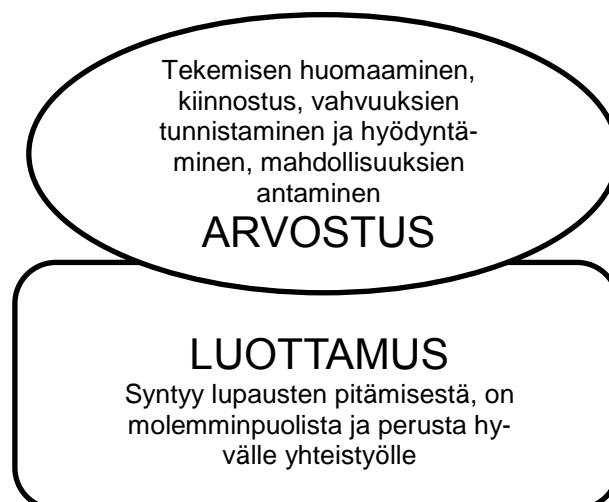 Tekemisen huomaaminen,
kiinnostus, vahvuuksien
tunnistaminen ja hyödyntä-
minen, mahdollisuuksien
antaminen
ARVOSTUS
LUOTTAMUS
Syntyy lupausten pitämisestä, on
molemminpuolista ja perusta hy-
välle yhteistyölle